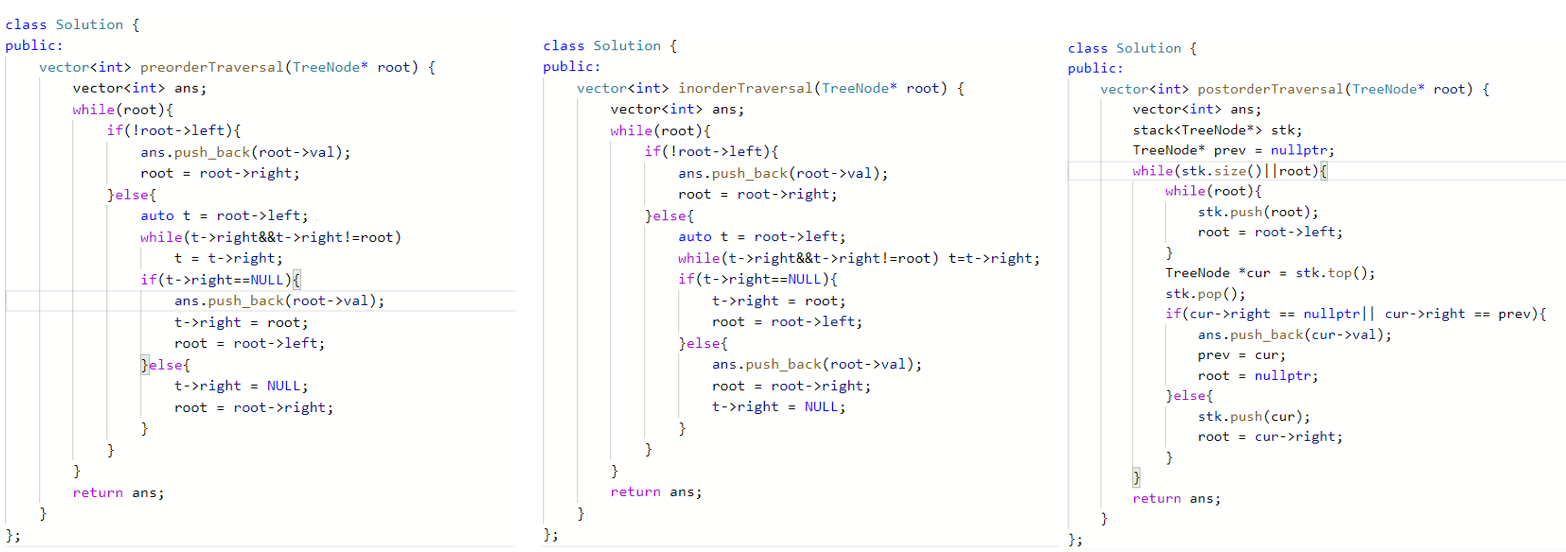 class Solution {
public:
    vector<int> preorderTraversal(TreeNode* root) {
        vector<int> ans;
        while(root){
            if(!root->left){
                ans.push_back(root->val);
                root = root->right;
            }else{
                auto t = root->left;
                while(t->right&&t->right!=root)
                    t = t->right;
                if(t->right==NULL){
                    ans.push_back(root->val);
                    t->right = root;
                    root = root->left;
                }else{
                    t->right = NULL;
                    root = root->right;
                }
            }
        }
        return ans;
    }
};
class Solution {
public:
    vector<int> inorderTraversal(TreeNode* root) {
        vector<int> ans;
        while(root){
            if(!root->left){
                ans.push_back(root->val);
                root = root->right;
            }else{
                auto t = root->left;
                while(t->right&&t->right!=root) t=t->right;
                if(t->right==NULL){
                    t->right = root;
                    root = root->left;
                }else{
                    ans.push_back(root->val);
                    root = root->right;
                    t->right = NULL;
                }
            }
        }
        return ans;
    }
};
class Solution {
public:
    vector<int> postorderTraversal(TreeNode* root) {
        vector<int> ans;
        stack<TreeNode*> stk;
        TreeNode* prev = nullptr;
        while(stk.size()||root){
            while(root){
                stk.push(root);
                root = root->left;
            }
            TreeNode *cur = stk.top();
            stk.pop();
            if(cur->right == nullptr|| cur->right == prev){
                ans.push_back(cur->val);
                prev = cur;
                root = nullptr;
            }else{
                stk.push(cur);
                root = cur->right;
            }
        }
        return ans;
    }
};